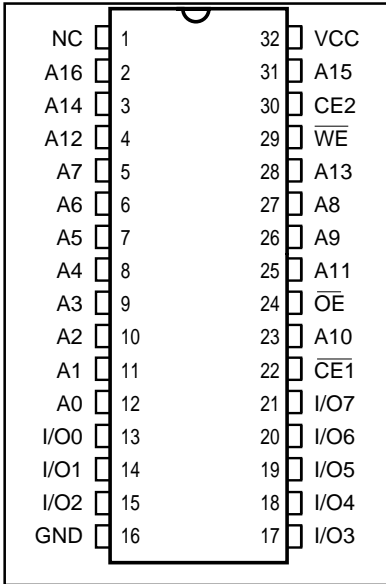 NC 1 32 VCC
A16 2 31 A15
A14 3 30 CE2
A12 4 29 W̅E̅
A7 5 28 A13
A6 6 27 A8
A5 7 26 A9
A4 8 25 A11
A3 9 24 O̅E̅
A2 10 23 A10
A1 11 22 C̅E̅1̅
A0 12 21 I/O7
I/O0 13 20 I/O6
I/O1 14 19 I/O5
I/O2 15 18 I/O4
GND 16 17 I/O3